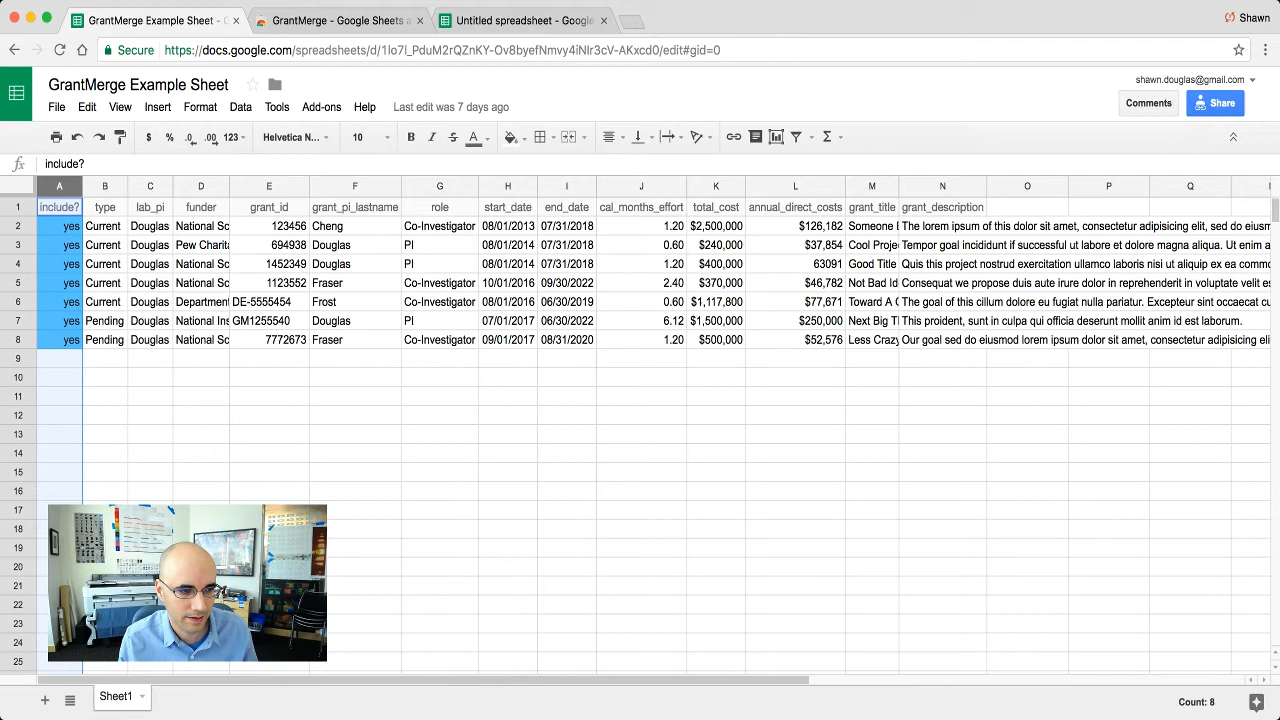 GrantMerge Example Sheet -
GrantMerge - Google Sheets a
Untitled spreadsheet - Google
Shawn
Secure
https://docs.google.com/spreadsheets/d/1lo7l_PduM2rQZnKY-Ov8byefNmvy4iNlr3cV-AKxcd0/edit#gid=0
GrantMerge Example Sheet
shawn.douglas@gmail.com
File Edit View Insert Format Data Tools Add-ons Help Last edit was 7 days ago
Comments
Share
$ % .0 .00 123 Helvetica N... 10 B I S A Σ
fx include?
A B C D E F G H I J K L M N O P Q
1 include? type lab_pi funder grant_id grant_pi_lastname role start_date end_date cal_months_effort total_cost annual_direct_costs grant_title grant_description
2 yes Current Douglas National Sc 123456 Cheng Co-Investigator 08/01/2013 07/31/2018 1.20 $2,500,000 $126,182 Someone The lorem ipsum of this dolor sit amet, consectetur adipisicing elit, sed do eiusm
3 yes Current Douglas Pew Charita 694938 Douglas PI 08/01/2014 07/31/2018 0.60 $240,000 $37,854 Cool Proje Tempor goal incididunt if successful ut labore et dolore magna aliqua. Ut enim a
4 yes Current Douglas National Sc 1452349 Douglas PI 08/01/2014 07/31/2018 1.20 $400,000 63091 Good Title Quis this project nostrud exercitation ullamco laboris nisi ut aliquip ex ea commo
5 yes Current Douglas National Sc 1123552 Fraser Co-Investigator 10/01/2016 09/30/2022 2.40 $370,000 $46,782 Not Bad Id Consequat we propose duis aute irure dolor in reprehenderit in voluptate velit es
6 yes Current Douglas Department DE-5555454 Frost Co-Investigator 08/01/2016 06/30/2019 0.60 $1,117,800 $77,671 Toward A The goal of this cillum dolore eu fugiat nulla pariatur. Excepteur sint occaecat cu
7 yes Pending Douglas National Ins GM1255540 Douglas PI 07/01/2017 06/30/2022 6.12 $1,500,000 $250,000 Next Big T This proident, sunt in culpa qui officia deserunt mollit anim id est laborum.
8 yes Pending Douglas National Sc 7772673 Fraser Co-Investigator 09/01/2017 08/31/2020 1.20 $500,000 $52,576 Less Crazy Our goal sed do eiusmod lorem ipsum dolor sit amet, consectetur adipisicing elit,
9
10
11
12
13
14
15
16
17
18
19
20
21
22
23
24
25
Sheet1
Count: 8